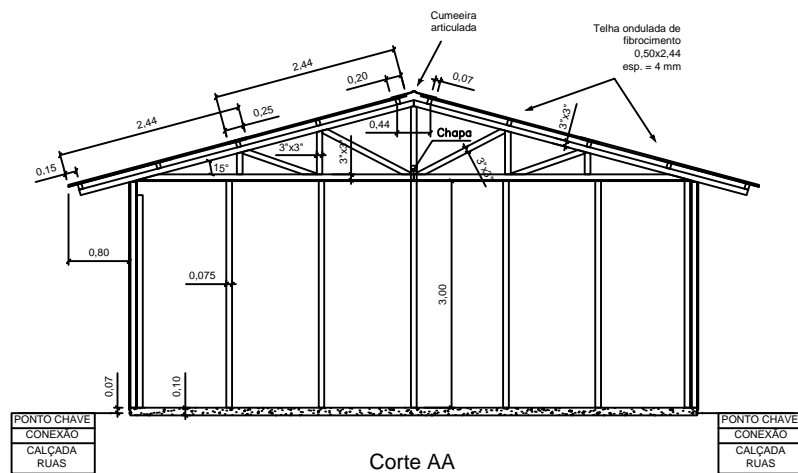 Cumeeira
articulada
Telha ondulada de
fibrocimento
0,50x2,44
esp. = 4 mm
2,44
0,20
0,07
2,44
0,25
0,44
Chapa
3"x3"
0,15
15°
3"x3"
3"x3"
3"x3"
0,80
0,075
3,00
0,07
0,10
PONTO CHAVE
CONEXÃO
CALÇADA
RUAS
PONTO CHAVE
CONEXÃO
CALÇADA
RUAS
Corte AA